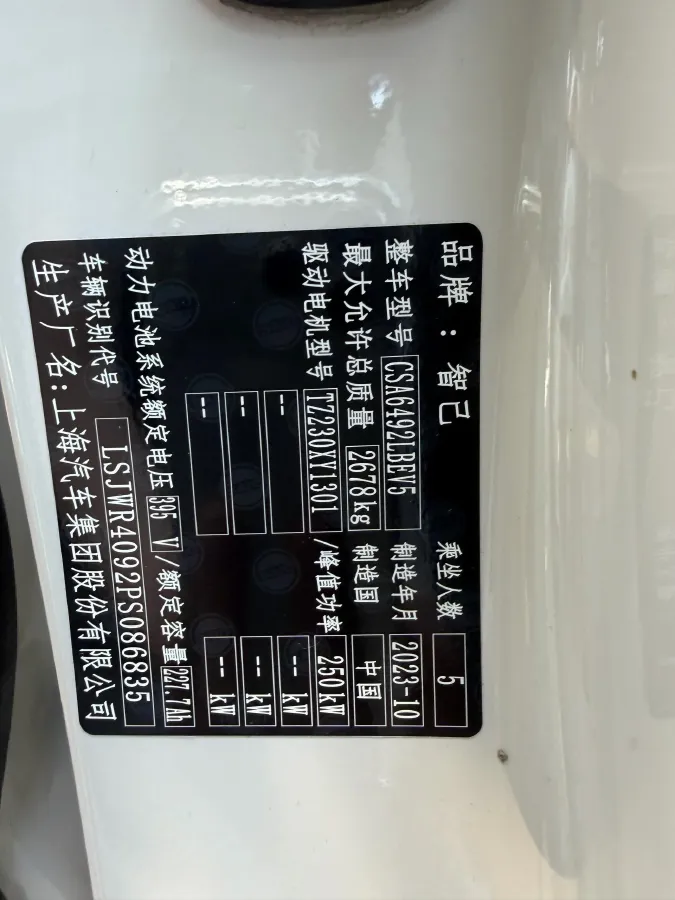 品牌：智己 乘坐人数 5
整车型号 CSA6492LBEV5 制造年月 2023-10
最大允许总质量 2678kg 制造国 中国
驱动电机型号 TZ230XY1301 /峰值功率 250kW
-- -- kW
-- -- kW
-- -- kW
动力电池系统额定电压 395 V /额定容量 227.7Ah
车辆识别代号 LSJWR4092PS086835
生产厂名:上海汽车集团股份有限公司